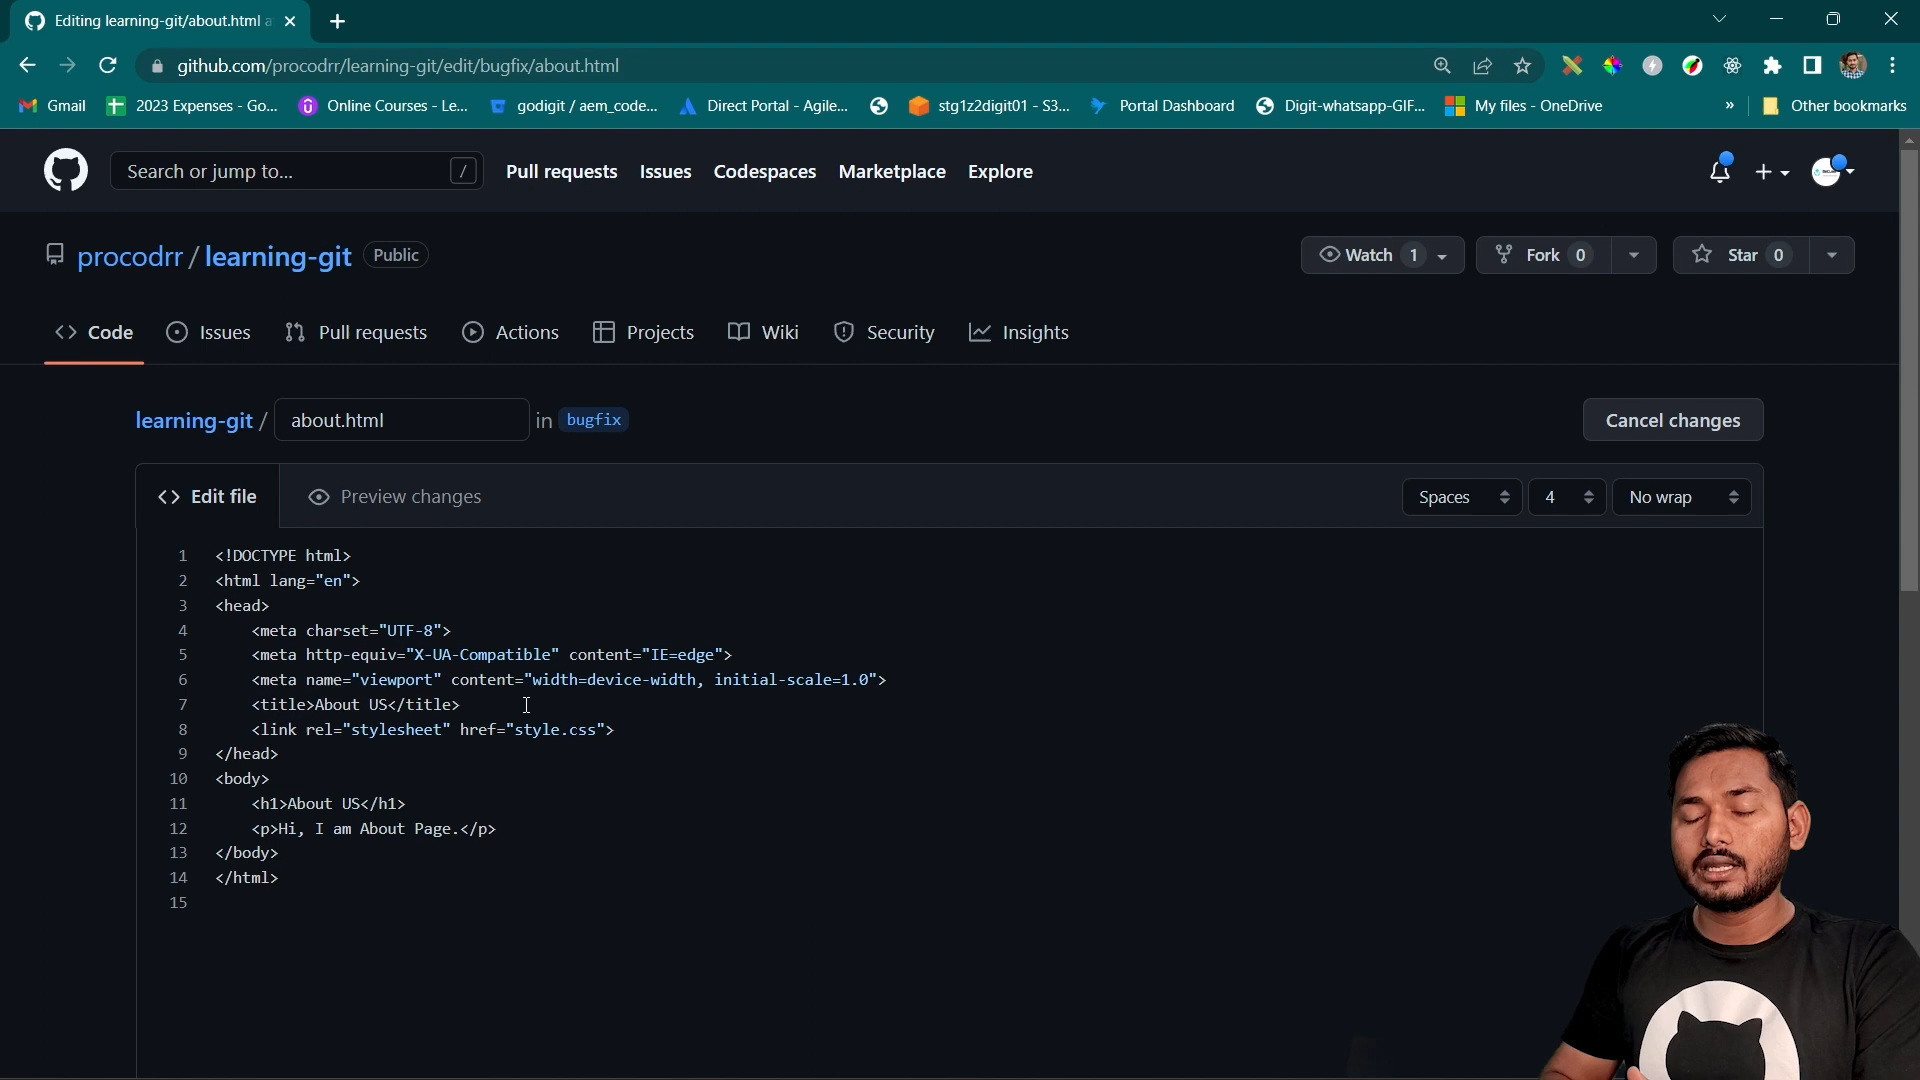 Editing learning-git/about.html a
github.com/procodrr/learning-git/edit/bugfix/about.html
Gmail 2023 Expenses - Go... Online Courses - Le... godigit / aem_code... Direct Portal - Agile... stg1z2digit01 - S3... Portal Dashboard Digit-whatsapp-GIF... My files - OneDrive » Other bookmarks
Search or jump to... / Pull requests Issues Codespaces Marketplace Explore
procodrr / learning-git Public Watch 1 Fork 0 Star 0
Code Issues Pull requests Actions Projects Wiki Security Insights
learning-git / about.html in bugfix Cancel changes
Edit file Preview changes Spaces 4 No wrap
1 <!DOCTYPE html>
2 <html lang="en">
3 <head>
4 <meta charset="UTF-8">
5 <meta http-equiv="X-UA-Compatible" content="IE=edge">
6 <meta name="viewport" content="width=device-width, initial-scale=1.0">
7 <title>About US</title>
8 <link rel="stylesheet" href="style.css">
9 </head>
10 <body>
11 <h1>About US</h1>
12 <p>Hi, I am About Page.</p>
13 </body>
14 </html>
15